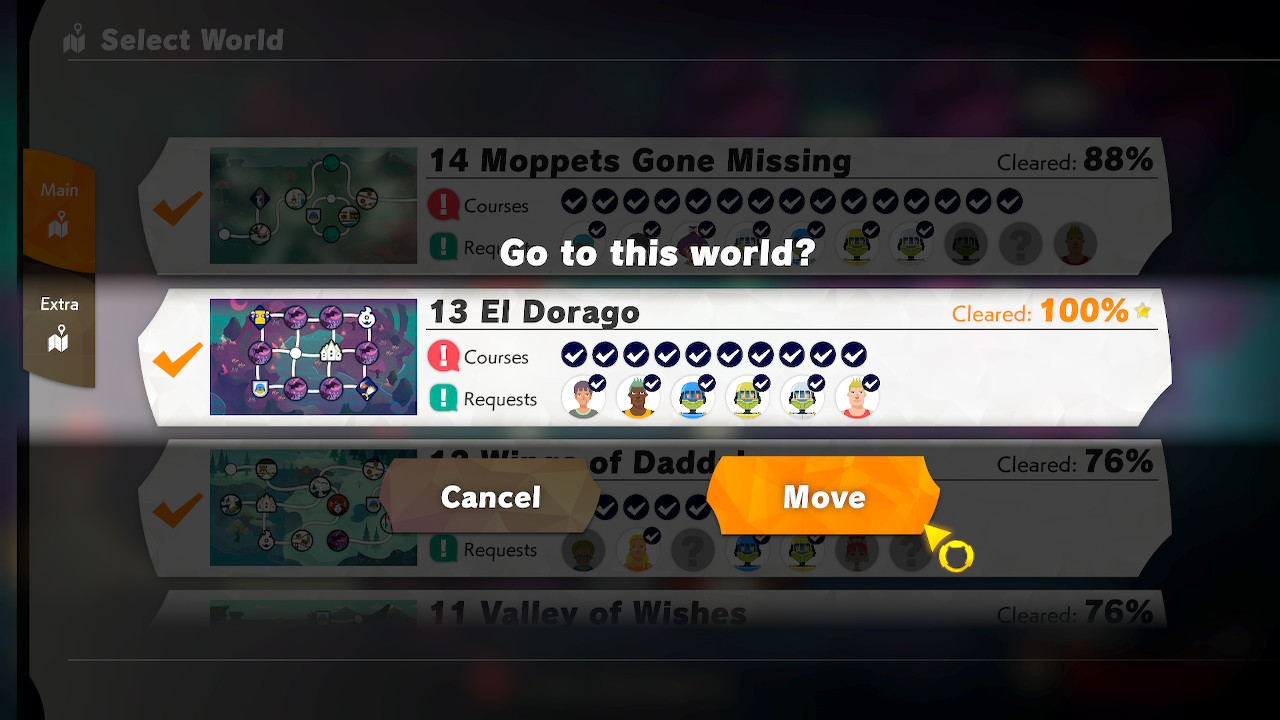 Select World
Main
Extra
14 Moppets Gone Missing
Cleared: 88%
Courses
Go to this world?
13 El Dorago
Cleared: 100%
Courses
Requests
of
Cleared: 76%
Cancel
Move
Requests
11 Valley of Wishes
Cleared: 76%